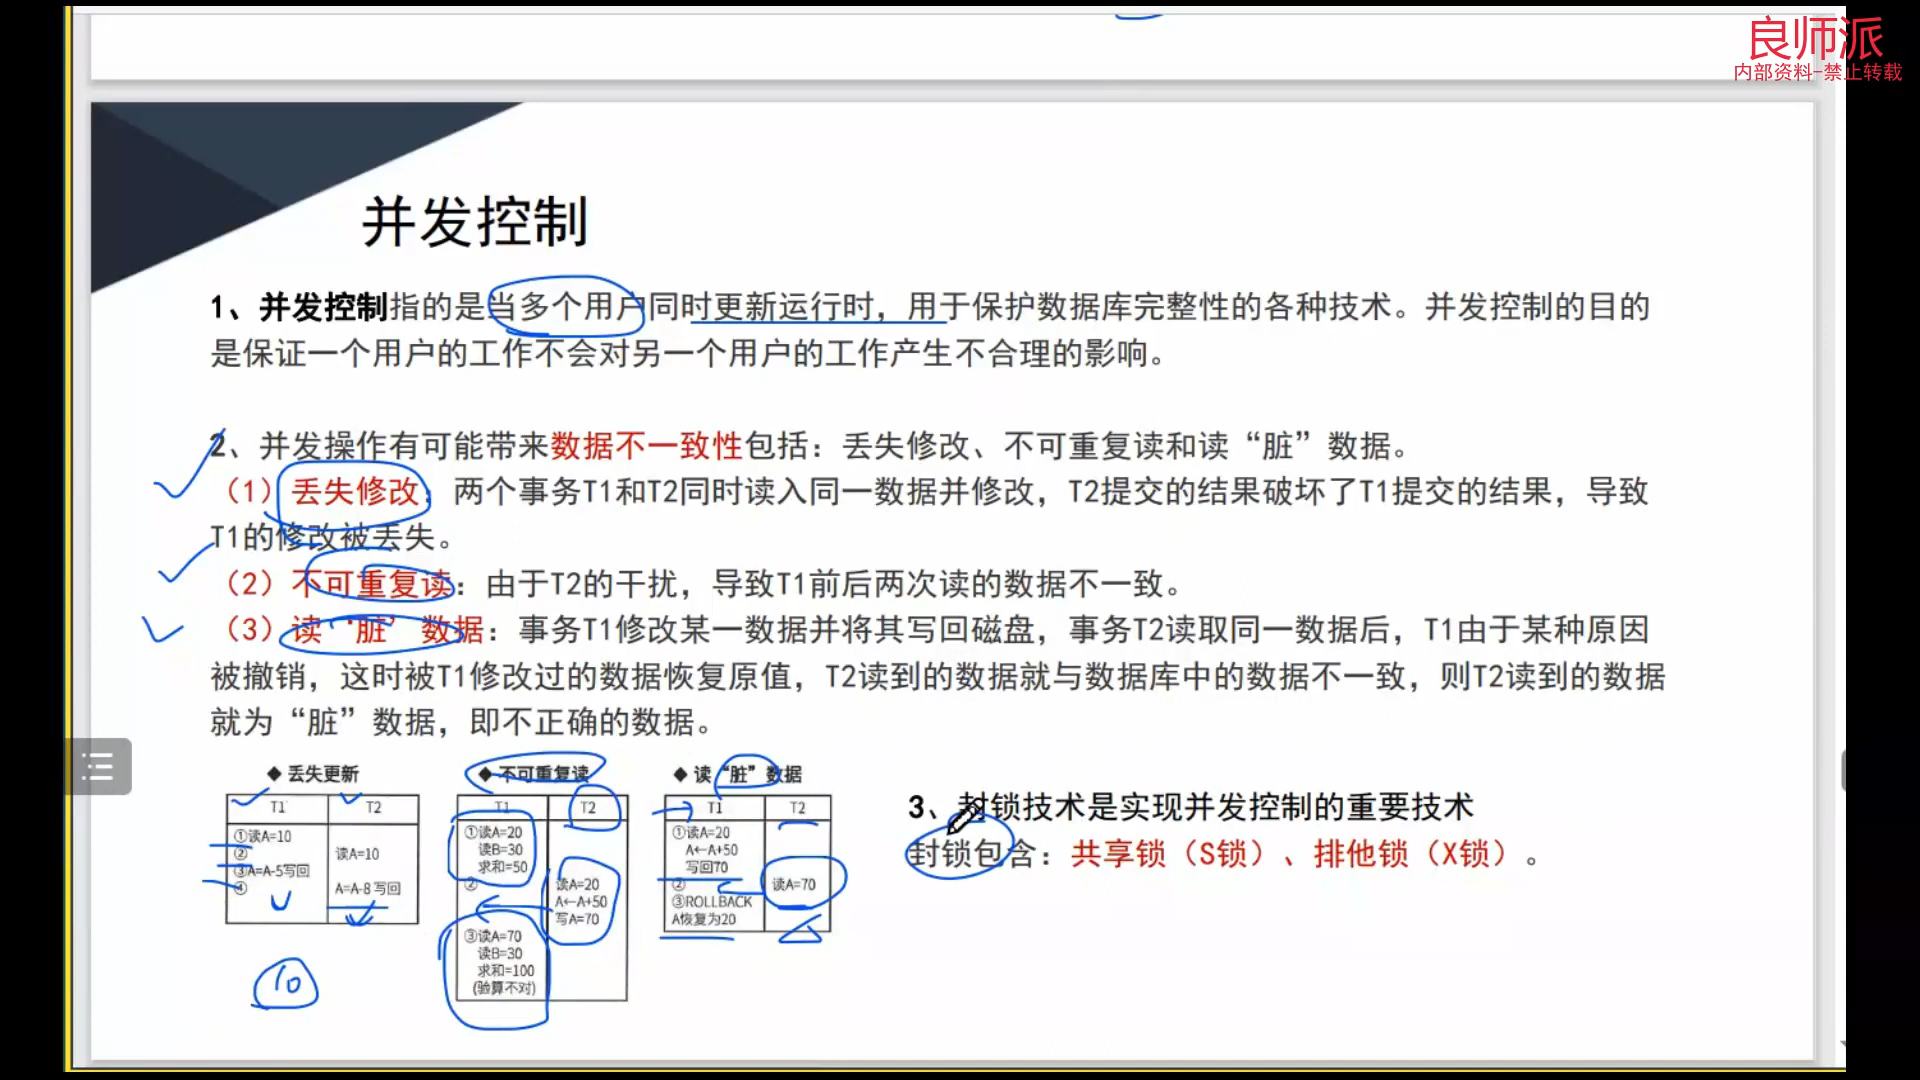 良师派
内部资料-禁止转载
并发控制
1、并发控制指的是当多个用户同时更新运行时，用于保护数据库完整性的各种技术。并发控制的目的
是保证一个用户的工作不会对另一个用户的工作产生不合理的影响。
2、并发操作有可能带来数据不一致性包括：丢失修改、不可重复读和读“脏”数据。
（1）丢失修改：两个事务T1和T2同时读入同一数据并修改，T2提交的结果破坏了T1提交的结果，导致
T1的修改被丢失。
（2）不可重复读：由于T2的干扰，导致T1前后两次读的数据不一致。
（3）读“脏”数据：事务T1修改某一数据并将其写回磁盘，事务T2读取同一数据后，T1由于某种原因
被撤销，这时被T1修改过的数据恢复原值，T2读到的数据就与数据库中的数据不一致，则T2读到的数据
就为“脏”数据，即不正确的数据。
◆ 丢失更新
T1 T2
①读A=10
②
读A=10
③A=A-5写回
④
A=A-8写回
10
◆ 不可重复读
T1 T2
①读A=20
读B=30
求和=50
②
读A=20
A←A+50
写A=70
③读A=70
读B=30
求和=100
(验算不对)
◆ 读“脏”数据
T1 T2
①读A=20
A←A+50
写回70
②
读A=70
③ROLLBACK
A恢复为20
3、封锁技术是实现并发控制的重要技术
封锁包含：共享锁（S锁）、排他锁（X锁）。